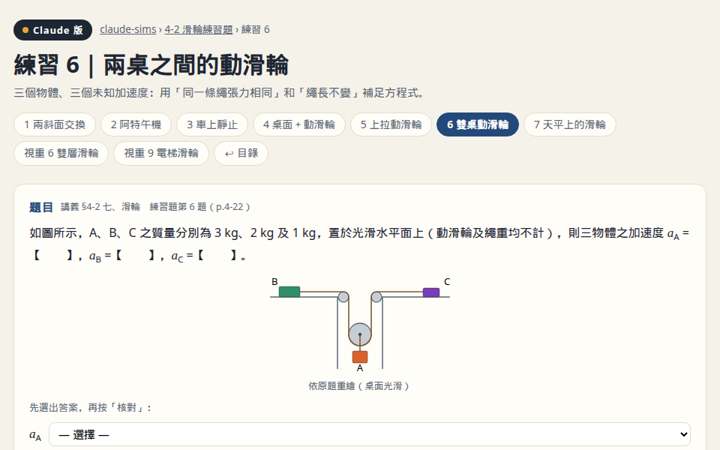 Claude 版 claude-sims › 4-2 滑輪練習題 › 練習 6
練習 6｜兩桌之間的動滑輪
三個物體、三個未知加速度：用「同一條繩張力相同」和「繩長不變」補足方程式。
1 兩斜面交換 2 阿特午機 3 車上靜止 4 桌面 + 動滑輪 5 上拉動滑輪 6 雙桌動滑輪 7 天平上的滑輪
視重 6 雙層滑輪 視重 9 電梯滑輪 ↩ 目錄
題目 講義 §4-2 七、滑輪 練習題第 6 題（p.4-22）
如圖所示，A、B、C 之質量分別為 3 kg、2 kg 及 1 kg，置於光滑水平面上（動滑輪及繩重均不計），則三物體之加速度 aA =
【　　】，aB =【　　】，aC =【　　】。
B C
A
依原題重繪（桌面光滑）
先選出答案，再按「核對」：
aA — 選擇 —